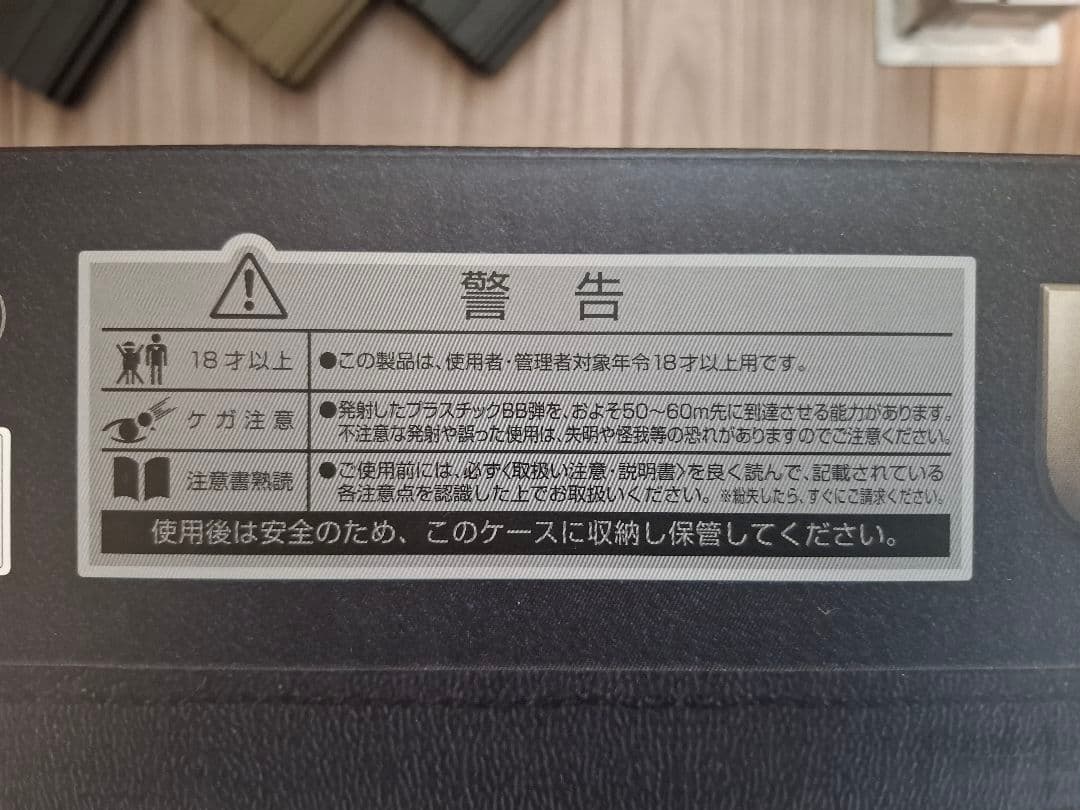 警告
18才以上
●この製品は、使用者・管理者対象年令18才以上用です。
ケガ注意
●発射したプラスチックBB弾を、およそ50～60m先に到達させる能力があります。
不注意な発射や誤った使用は、失明や怪我等の恐れがありますのでご注意ください。
注意書熟読
●ご使用前には、必ず〈取扱い注意・説明書〉を良く読んで、記載されている
各注意点を認識した上でお取扱いください。※紛失したら、すぐにご請求ください。
使用後は安全のため、このケースに収納し保管してください。